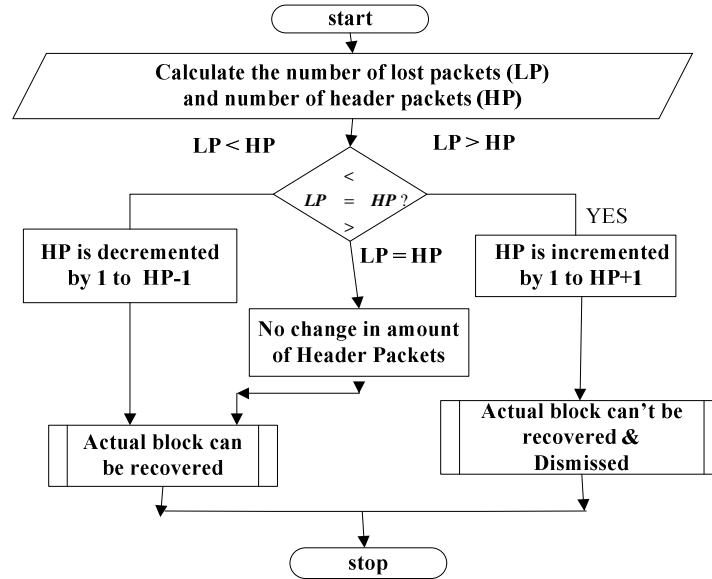 start
Calculate the number of lost packets (LP)
and number of header packets (HP)
LP < HP
LP > HP
<
LP = HP ?
>
YES
HP is decremented
by 1 to HP-1
LP = HP
HP is incremented
by 1 to HP+1
No change in amount
of Header Packets
Actual block can
be recovered
Actual block can't be
recovered &
Dismissed
stop